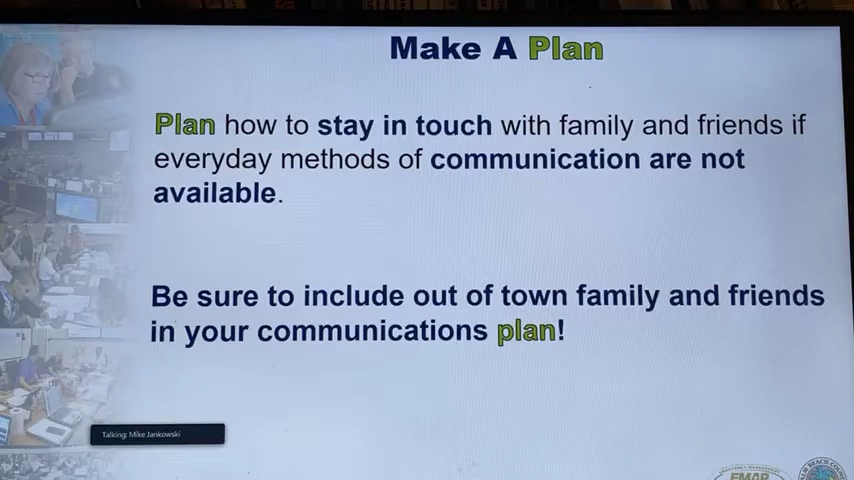 Make A Plan
Plan how to stay in touch with family and friends if
everyday methods of communication are not
available.
Be sure to include out of town family and friends
in your communications plan!
Talking: Mike Jankowski
EMAP